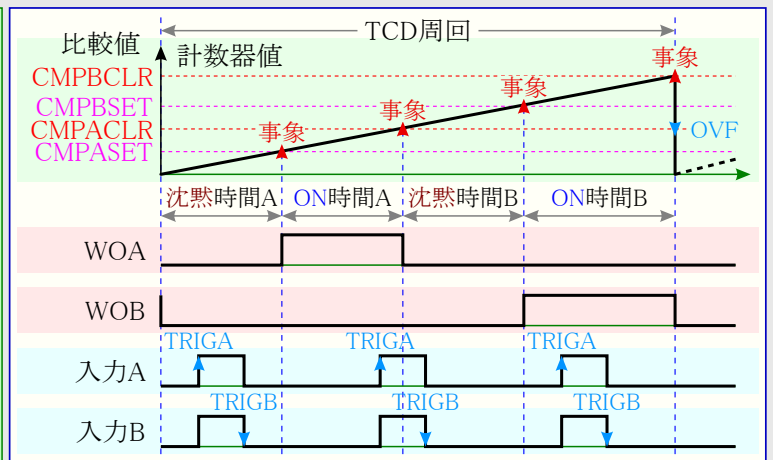 TCD周回
比較値
計数器値
事象
CMPBCLR
事象
CMPBSET
事象
CMPACLR
OVF
事象
CMPASET
沈黙時間A
ON時間A
沈黙時間B
ON時間B
WOA
WOB
TRIGA
TRIGA
TRIGA
入力A
TRIGB
TRIGB
TRIGB
入力B